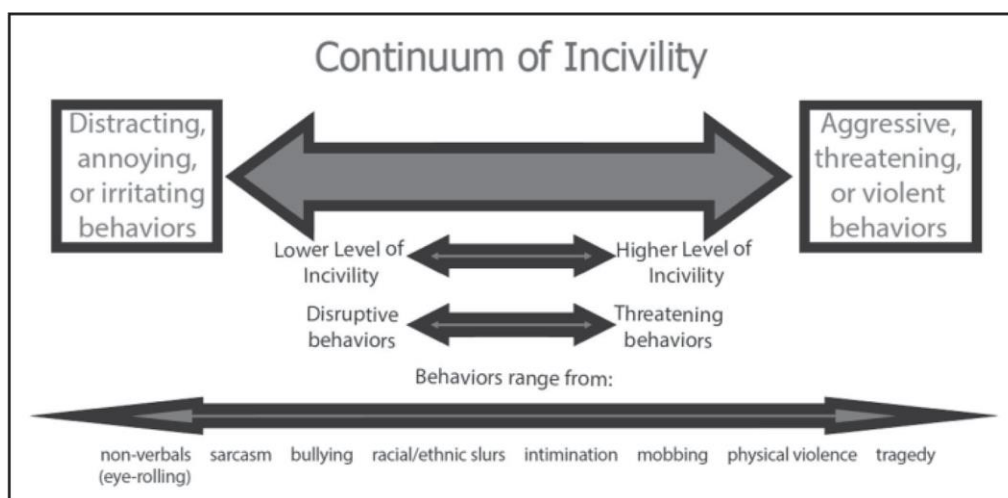 Continuum of Incivility
Distracting,
annoying,
or irritating
behaviors
Aggressive,
threatening,
or violent
behaviors
Lower Level of
Incivility
Higher Level of
Incivility
Disruptive
behaviors
Threatening
behaviors
Behaviors range from:
non-verbals
(eye-rolling)
sarcasm
bullying
racial/ethnic slurs
intimination
mobbing
physical violence
tragedy